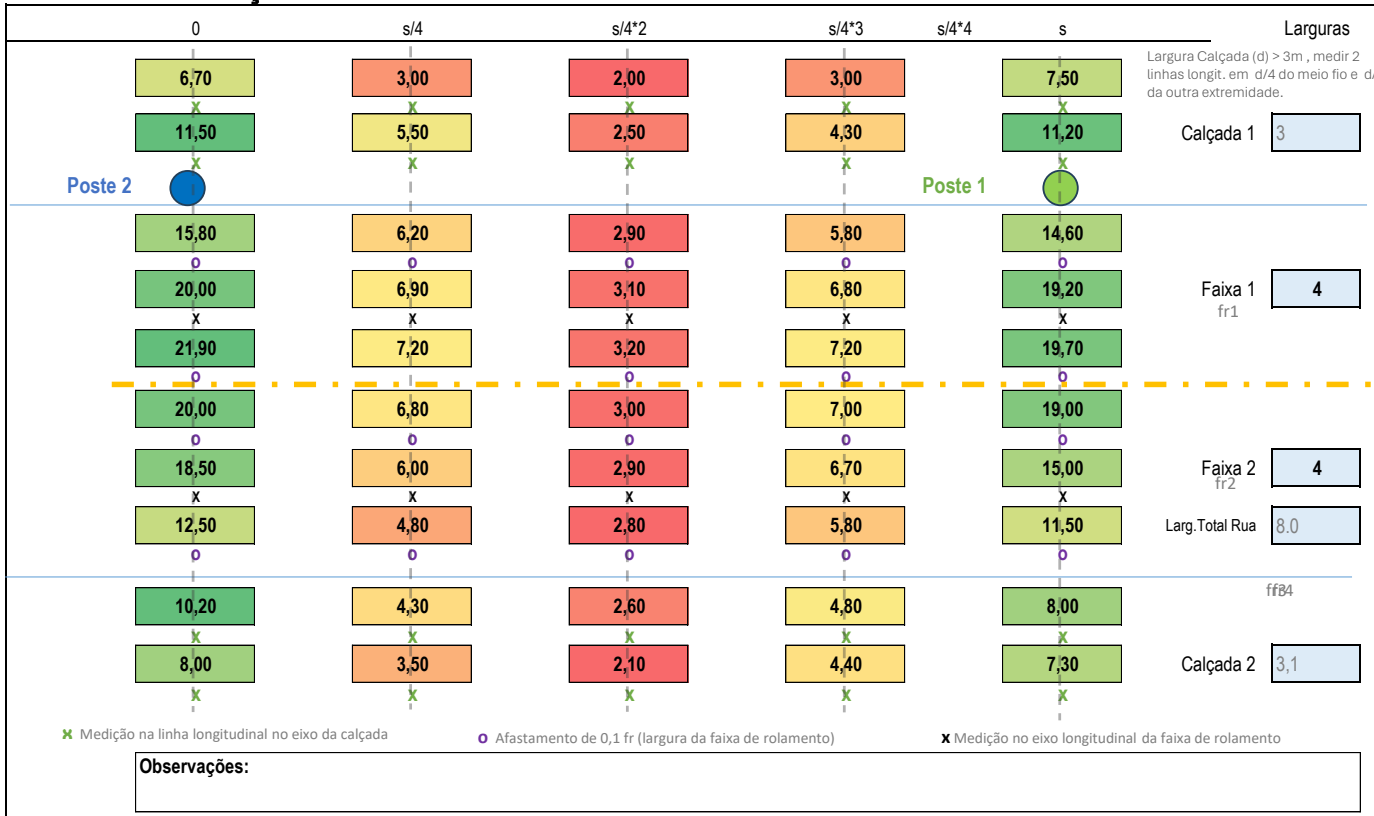 0 s/4 s/4*2 s/4*3 s/4*4 s Larguras
Largura Calçada (d) > 3m , medir 2
linhas longit. em d/4 do meio fio e
da outra extremidade.
6,70 3,00 2,00 3,00 7,50
x x x x x
11,50 5,50 2,50 4,30 11,20 Calçada 1 3
x x x x x
Poste 2 Poste 1
15,80 6,20 2,90 5,80 14,60
o o o o o
20,00 6,90 3,10 6,80 19,20 Faixa 1 4
fr1
x x x x x
21,90 7,20 3,20 7,20 19,70
o o o o
20,00 6,80 3,00 7,00 19,00
o o o o o
18,50 6,00 2,90 6,70 15,00 Faixa 2 4
fr2
x x x x x
12,50 4,80 2,80 5,80 11,50 Larg.Total Rua 8.0
o o o o o
10,20 4,30 2,60 4,80 8,00
x x x x x
8,00 3,50 2,10 4,40 7,30 Calçada 2 3,1
x x x x x
x Medição na linha longitudinal no eixo da calçada o Afastamento de 0,1 fr (largura da faixa de rolamento) x Medição no eixo longitudinal da faixa de rolamento
Observações: